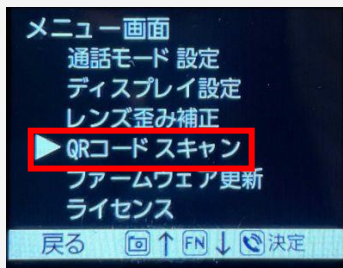 メニュー画面
通話モード 設定
ディスプレイ設定
レンズ歪み補正
▶QRコード スキャン
ファームウェア更新
ライセンス
戻る ↑ FN ↓ 決定